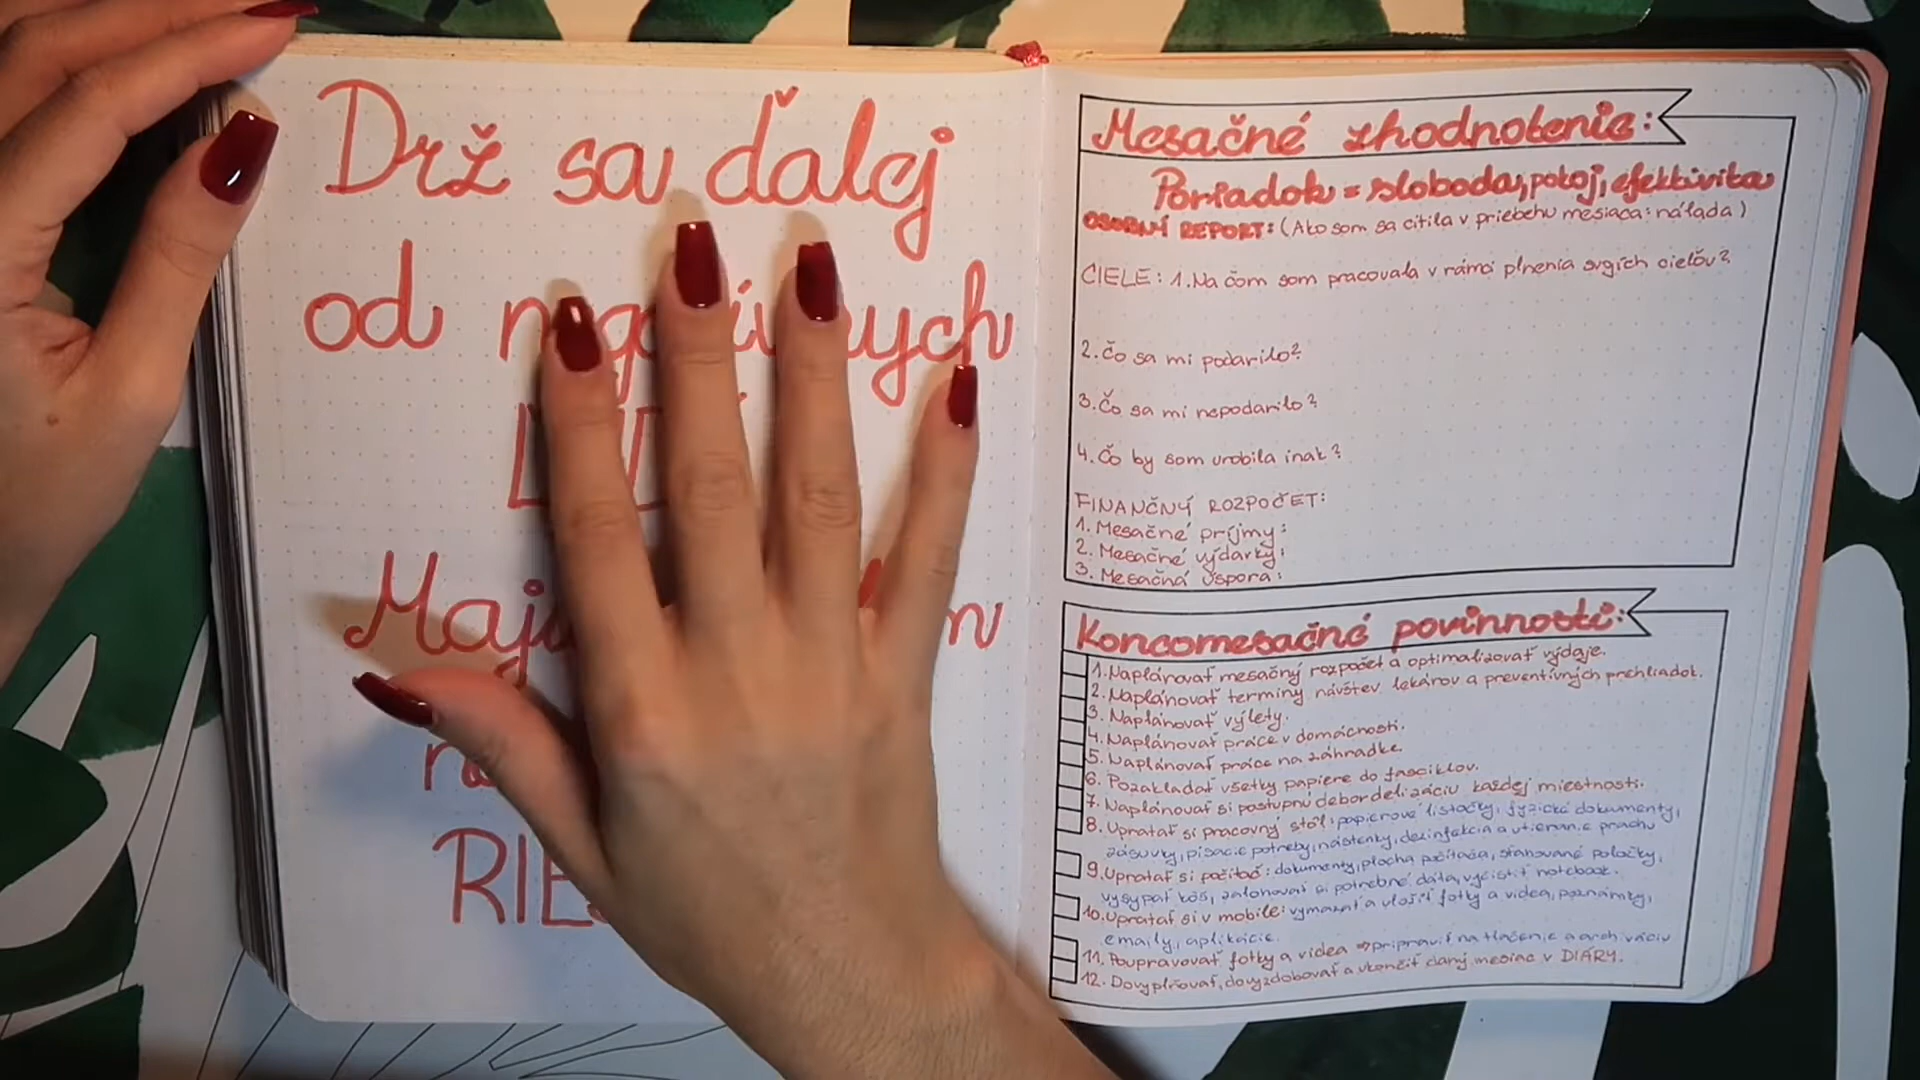 Drž sa ďalej
od
Mesačné zhodnotenie:
Poriadok = sloboda, pokoj, efektivita
OSOBNÝ REPORT: (Ako som sa cítila v priebehu mesiaca: nálada)
CIELE: 1. Na čom som pracovala v rámci plnenia svojich cieľov?
2. Čo sa mi podarilo?
3. Čo sa mi nepodarilo?
4. Čo by som urobila inak?
FINANČNÝ ROZPOČET:
1. Mesačné príjmy:
2. Mesačné výdavky:
3. Mesačná úspora:
Koncomesačné povinnosti:
1. Naplánovať mesačný rozpočet a optimalizovať výdaje.
2. Naplánovať termíny návštev lekárov a preventívnych prehliadok.
3. Naplánovať výlety.
4. Naplánovať práce v domácnosti.
5. Naplánovať práce na záhradke.
6. Pozakladať všetky papiere do fasciklov.
7. Naplánovať si postupnú debordelizáciu každej miestnosti.
8. Upratať si pracovný stôl: papierové lístočky, fyzické dokumenty,
zásuvky, písacie potreby, nástenky, dezinfekcia a utieranie prachu
9. Upratať si počítač: dokumenty, plocha počítača, sťahované položky,
vysypať kôš, zálohovať si potrebné dáta, vyčistiť notebook.
10. Upratať si v mobile: vymazať a uložiť fotky a videa, poznámky,
emaily, aplikácie.
11. Poupravovať fotky a videa => pripraviť na tlačenie a archiváciu
12. Dovyplňovať, dovyzdobovať a ukončiť daný mesiac v DIÁRY.